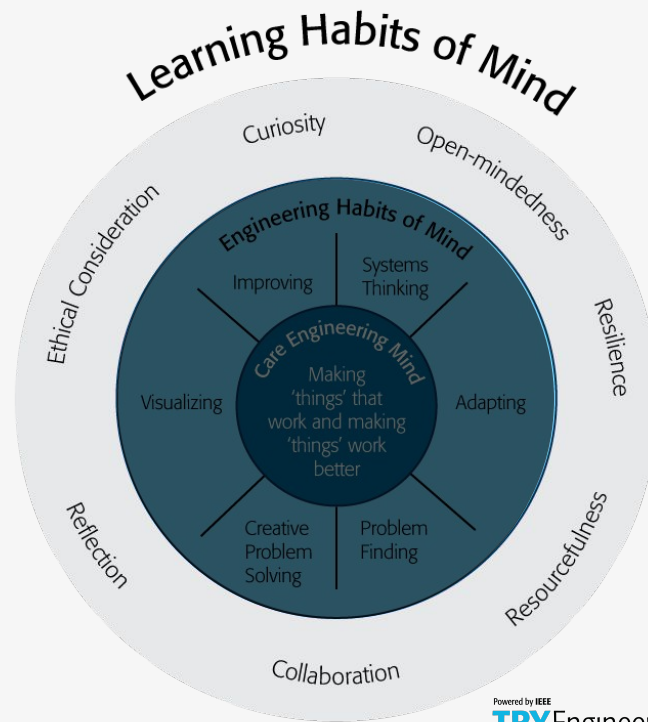 Learning Habits of Mind
Curiosity
Open-mindedness
Resilience
Resourcefulness
Collaboration
Reflection
Ethical Consideration
Engineering Habits of Mind
Improving
Systems
Thinking
Adapting
Problem
Finding
Creative
Problem
Solving
Visualizing
Care Engineering Mind
Making
'things' that
work and making
'things' work
better
Powered by IEEE
TRY Engineer